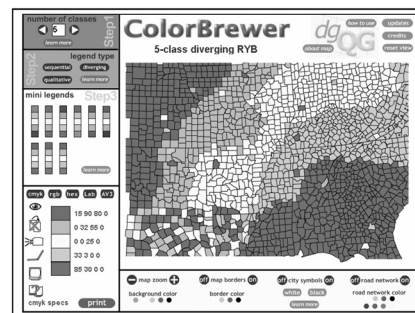 number of classes
5
learn more
Step1
legend type
sequential diverging
qualitative learn more
Step2
mini legends Step3
learn more
cmyk rgb hex Lab AV3
15 90 80 0
0 32 55 0
0 0 25 0
33 3 0 0
85 30 0 0
cmyk specs print
ColorBrewer
5-class diverging RYB
dg
QG
about map
how to use
updates
credits
reset view
map zoom
background color
off map borders on
border color
off city symbols on
white black
learn more
off road network on
road network color